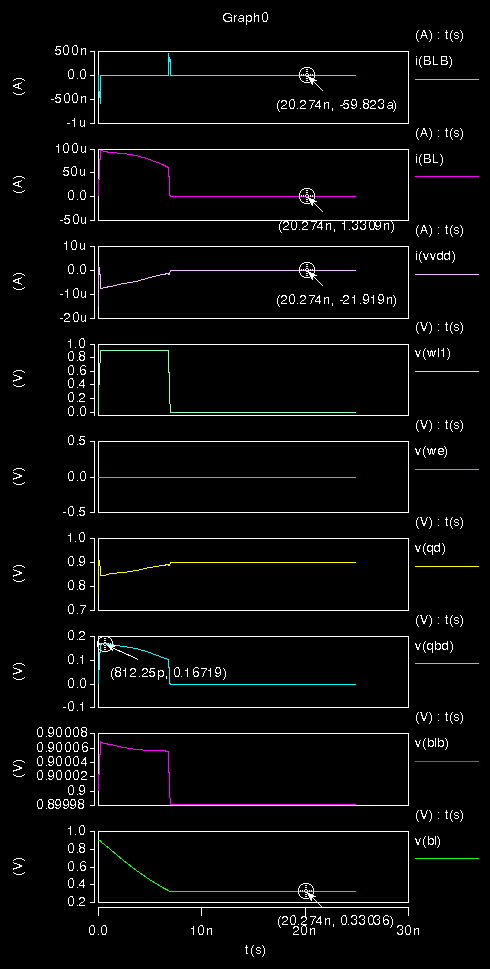 Graph0
(A) : t(s)
i(BLB)
500n
0.0
-500n
-1u
(A)
(20.274n, -59.823a)
(A) : t(s)
i(BL)
100u
50u
0.0
-50u
(A)
(20.274n, 1.3309n)
(A) : t(s)
i(vvdd)
10u
0.0
-10u
-20u
(A)
(20.274n, -21.919n)
(V) : t(s)
v(wl1)
1.0
0.8
0.6
0.4
0.2
0.0
(V)
(V) : t(s)
v(we)
0.5
0.0
-0.5
(V)
(V) : t(s)
v(qd)
1.0
0.9
0.8
0.7
(V)
(V) : t(s)
v(qbd)
0.2
0.1
0.0
-0.1
(V)
(812.25p, 0.16719)
(V) : t(s)
v(blb)
0.90008
0.90006
0.90004
0.90002
0.9
0.89998
(V)
(V) : t(s)
v(bl)
1.0
0.8
0.6
0.4
0.2
(V)
(20.274n, 0.33036)
0.0
10n
20n
30n
t(s)